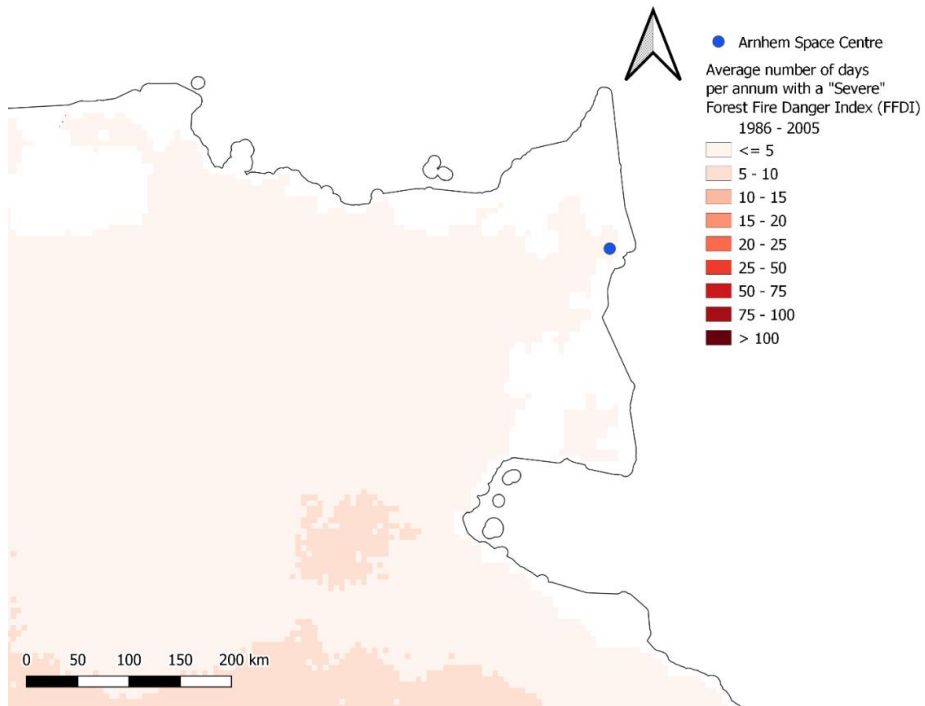 Arnhem Space Centre
Average number of days
per annum with a "Severe"
Forest Fire Danger Index (FFDI)
1986 - 2005
<= 5
5 - 10
10 - 15
15 - 20
20 - 25
25 - 50
50 - 75
75 - 100
> 100
0 50 100 150 200 km